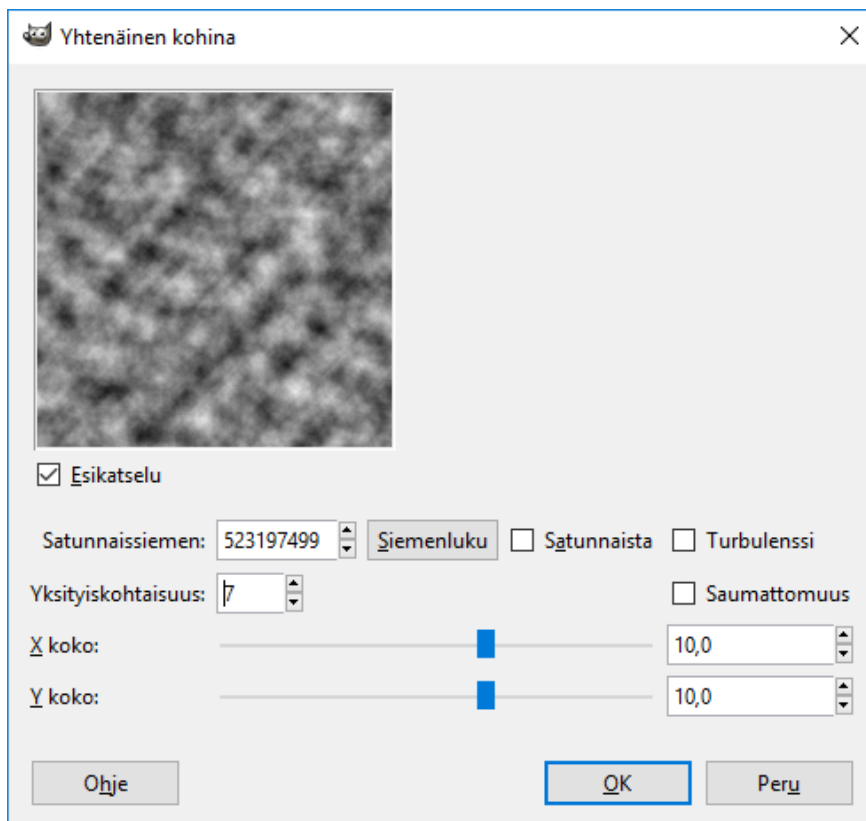 Yhtenäinen kohina
Esikatselu
Satunnaissiemen: 523197499 Siemenluku Satunnaista Turbulenssi
Yksityiskohtaisuus: 7 Saumattomuus
X koko: 10,0
Y koko: 10,0
Ohje OK Peru